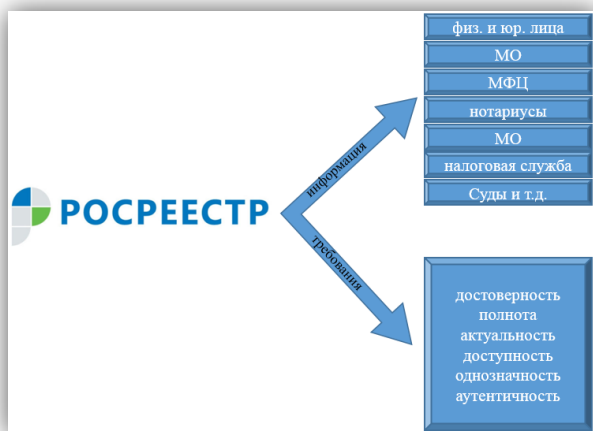 физ. и юр. лица
МО
МФЦ
нотариусы
МО
налоговая служба
Суды и т.д.
информация
РОСРЕЕСТР
требования
достоверность
полнота
актуальность
доступность
однозначность
аутентичность